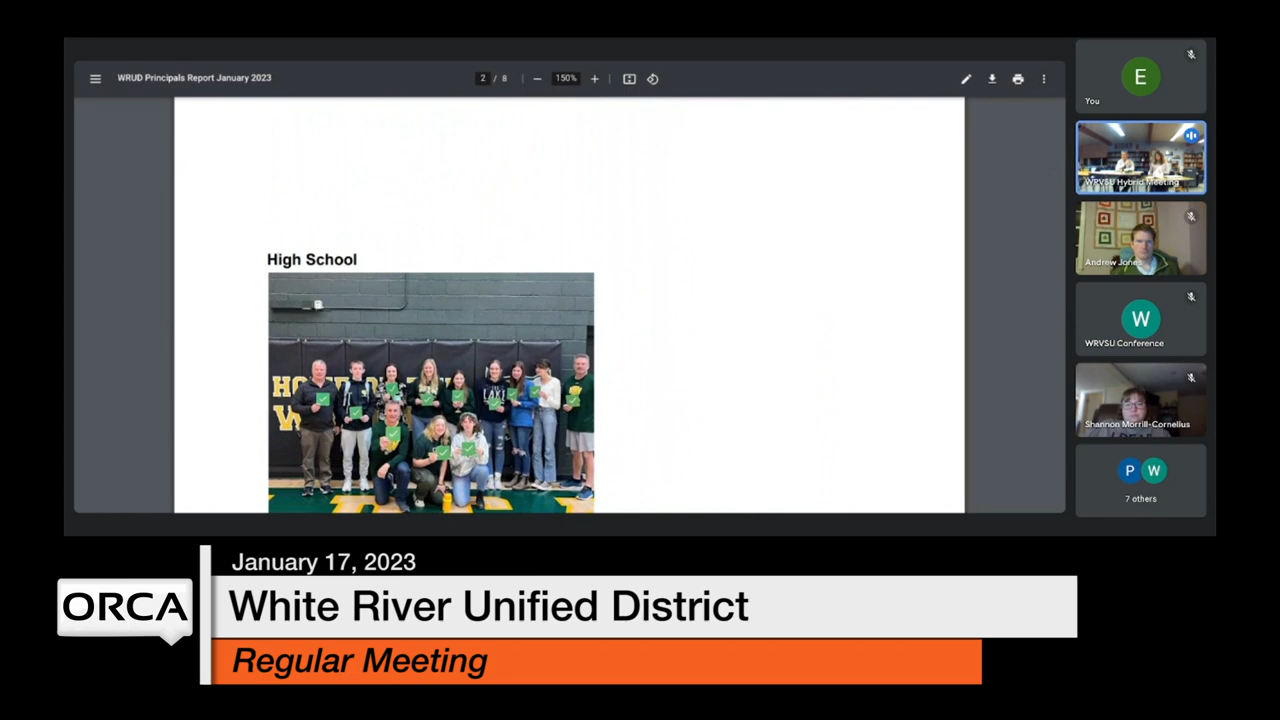 WRUD Principals Report January 2023
2 / 8
150%
High School
E
You
WRVSU Hybrid Meeting
Andrew Jones
W
WRVSU Conference
Shannon Morrill-Cornelius
P W
7 others
January 17, 2023
ORCA
White River Unified District
Regular Meeting